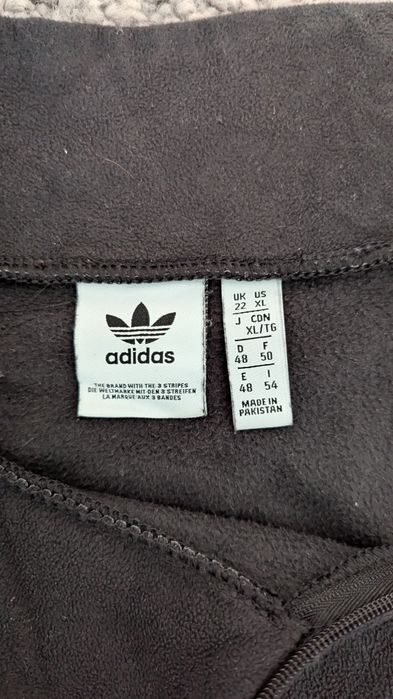 adidas
THE BRAND WITH THE 3 STRIPES
DIE WELTMARKE MIT DEN 3 STREIFEN
LA MARQUE AUX 3 BANDES
UK US
22 XL
J CDN
XL/TG
D F
48 50
E I
48 54
MADE IN
PAKISTAN